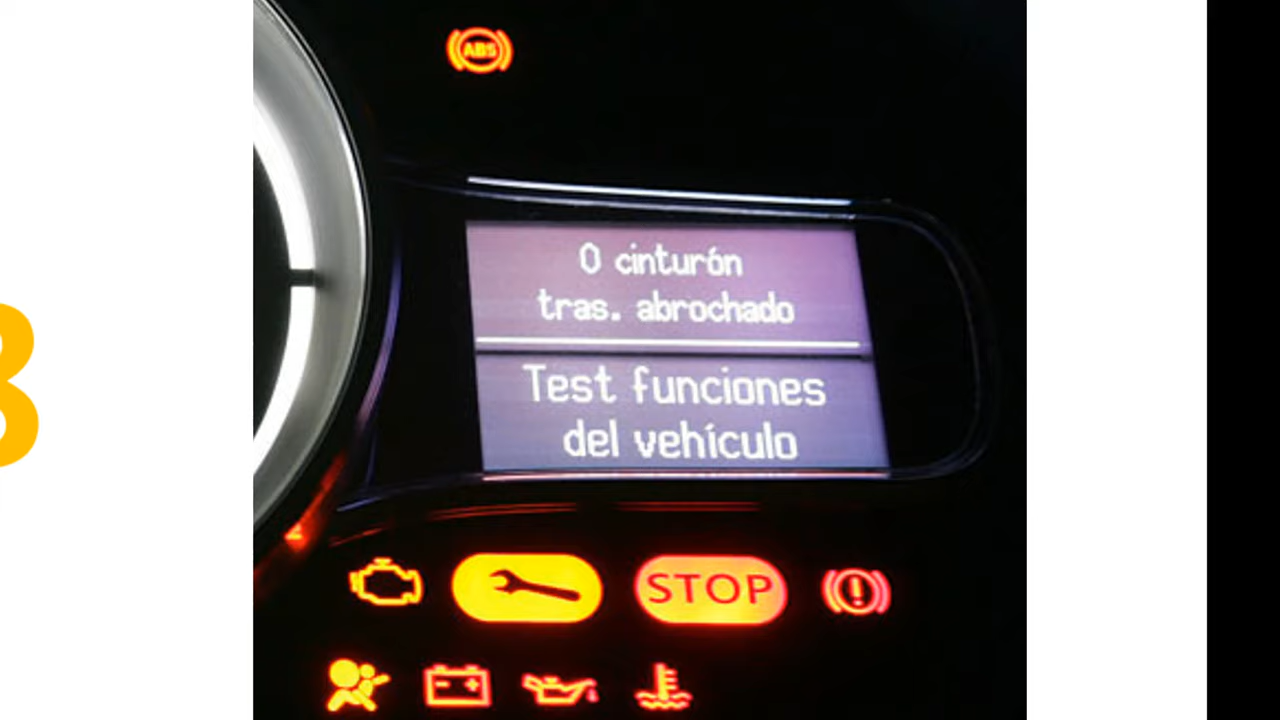 ABS
0 cinturón
tras. abrochado
Test funciones
del vehículo
STOP